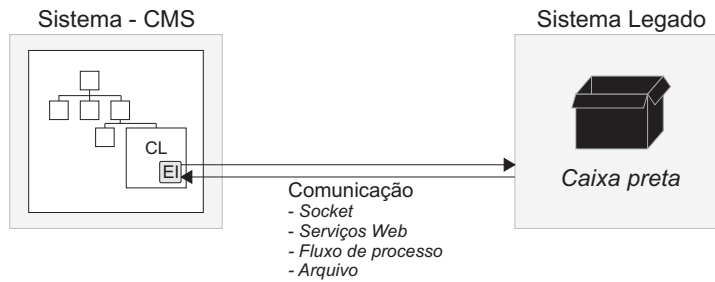 Sistema - CMS
Sistema Legado
CL
EI
Caixa preta
Comunicação
- Socket
- Serviços Web
- Fluxo de processo
- Arquivo